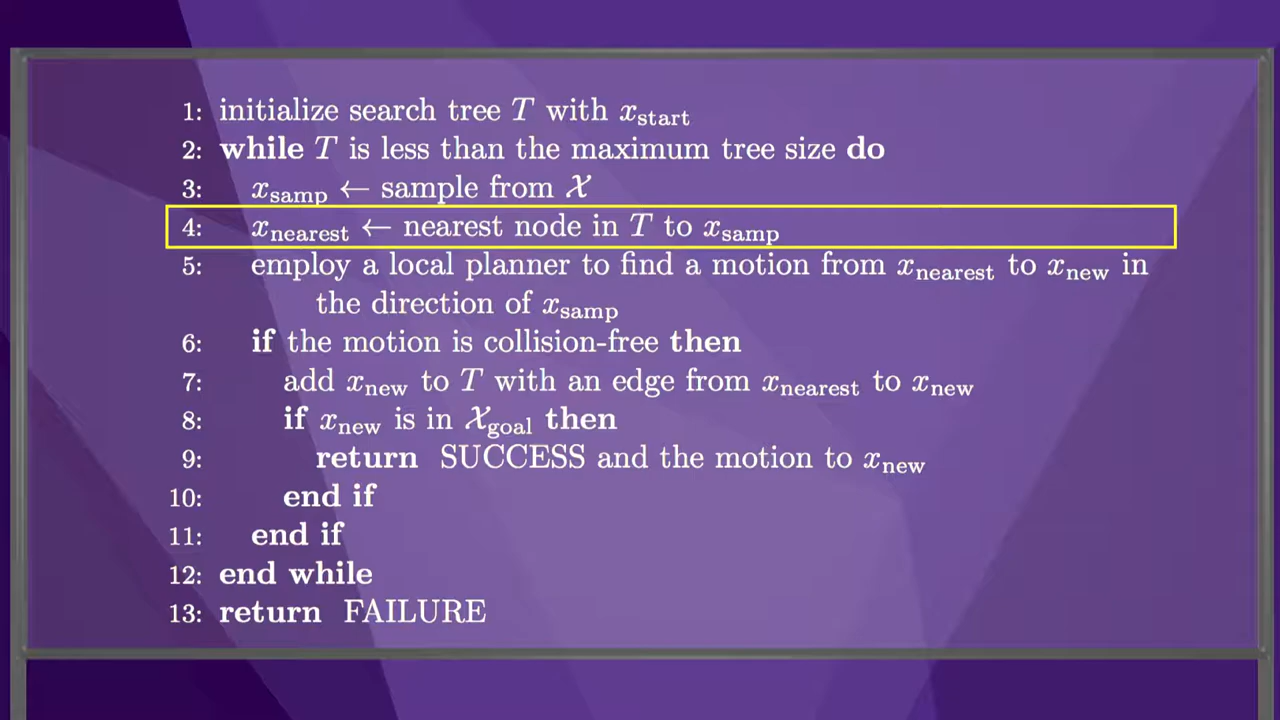 1: initialize search tree T with x_start
2: while T is less than the maximum tree size do
3: x_samp ← sample from 𝒳
4: x_nearest ← nearest node in T to x_samp
5: employ a local planner to find a motion from x_nearest to x_new in
the direction of x_samp
6: if the motion is collision-free then
7: add x_new to T with an edge from x_nearest to x_new
8: if x_new is in 𝒳_goal then
9: return SUCCESS and the motion to x_new
10: end if
11: end if
12: end while
13: return FAILURE